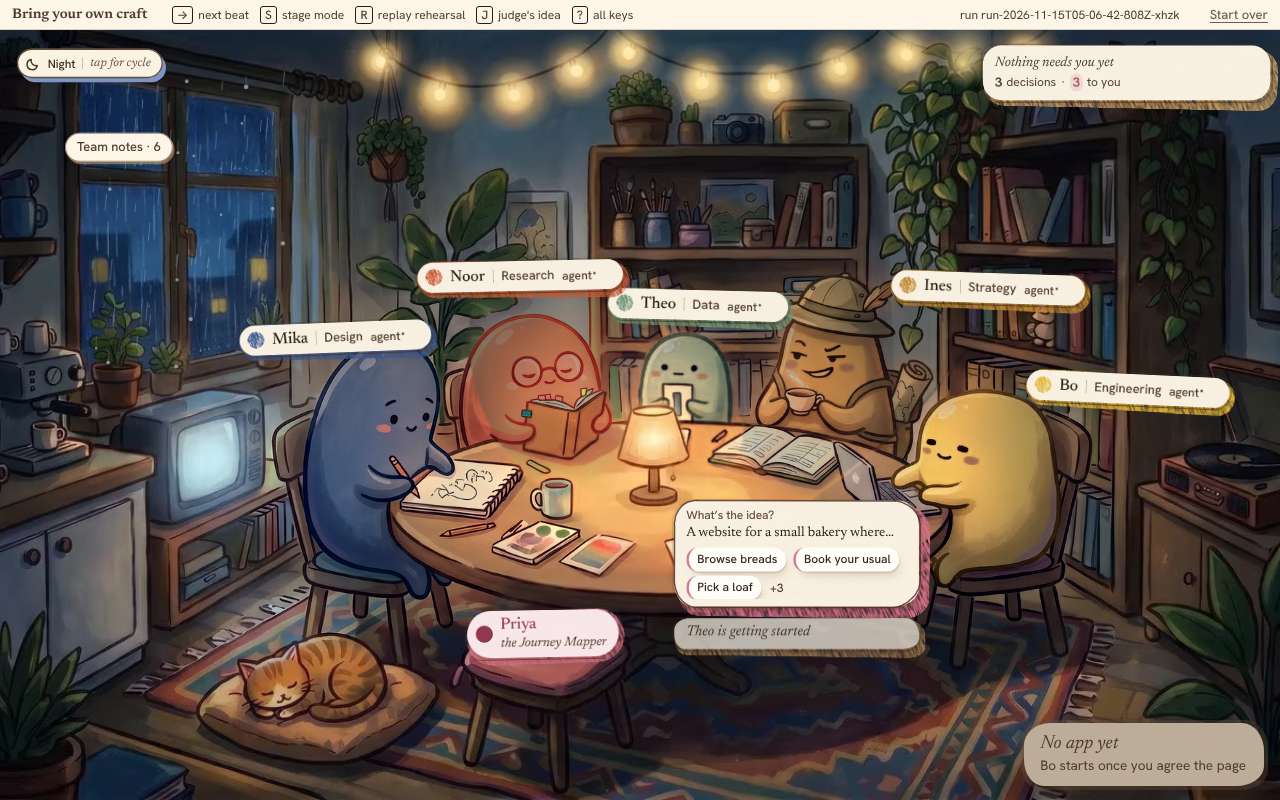 Bring your own craft → next beat S stage mode R replay rehearsal J judge's idea ? all keys run run-2026-11-15T05-06-42-808Z-xhzk Start over
Night tap for cycle
Nothing needs you yet
3 decisions · 3 to you
Team notes · 6
Noor Research agent*
Theo Data agent*
Ines Strategy agent*
Mika Design agent*
Bo Engineering agent*
What's the idea?
A website for a small bakery where...
Browse breads Book your usual
Pick a loaf +3
Priya
the Journey Mapper
Theo is getting started
No app yet
Bo starts once you agree the page